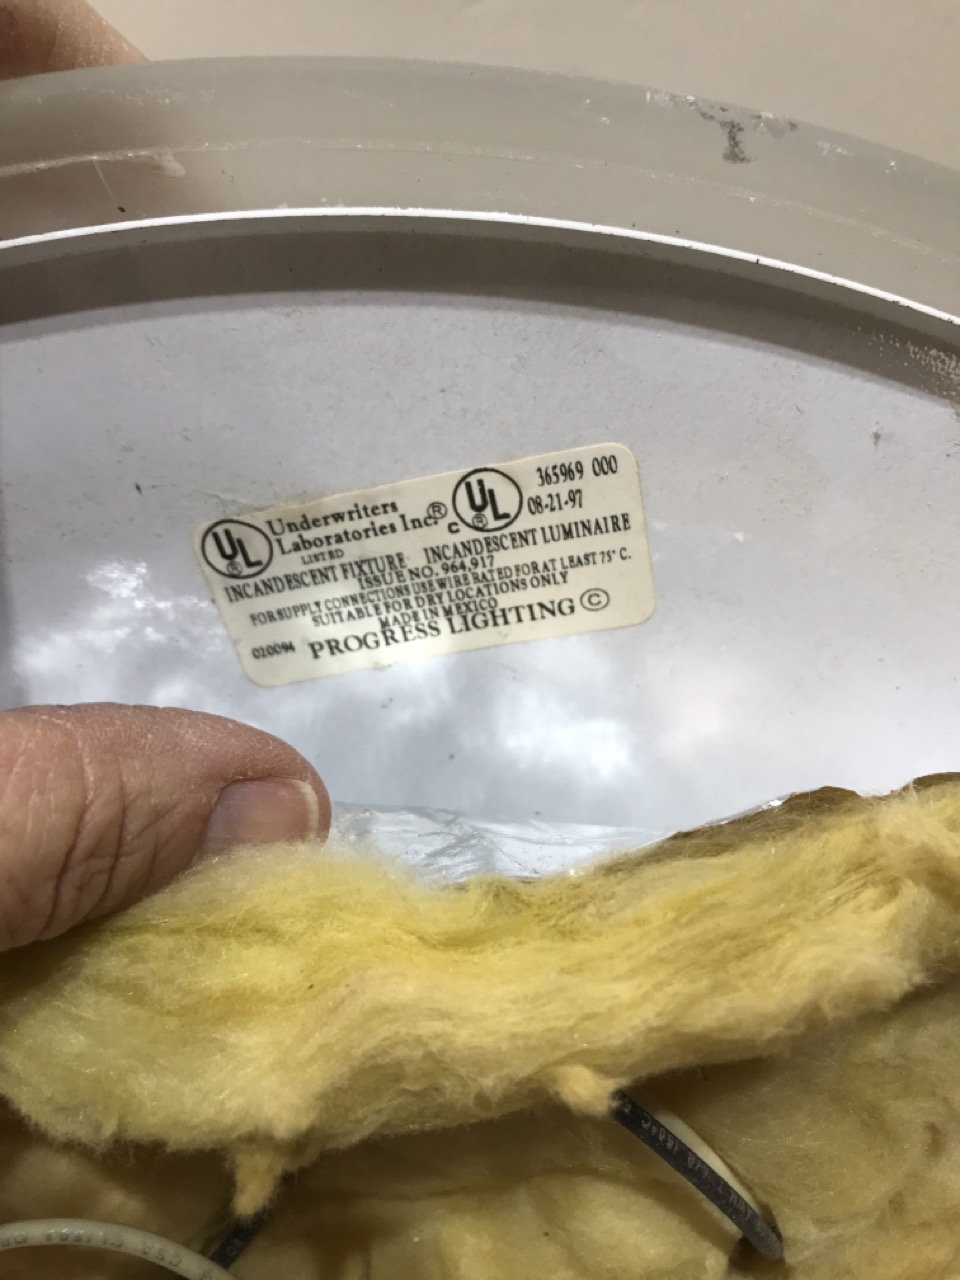 UL Underwriters Laboratories Inc.® c UL® 365969 000
LISTED 08-21-97
INCANDESCENT FIXTURE INCANDESCENT LUMINAIRE
ISSUE NO. 964,917
FOR SUPPLY CONNECTIONS USE WIRE RATED FOR AT LEAST 75° C.
SUITABLE FOR DRY LOCATIONS ONLY
MADE IN MEXICO
020094 PROGRESS LIGHTING ©